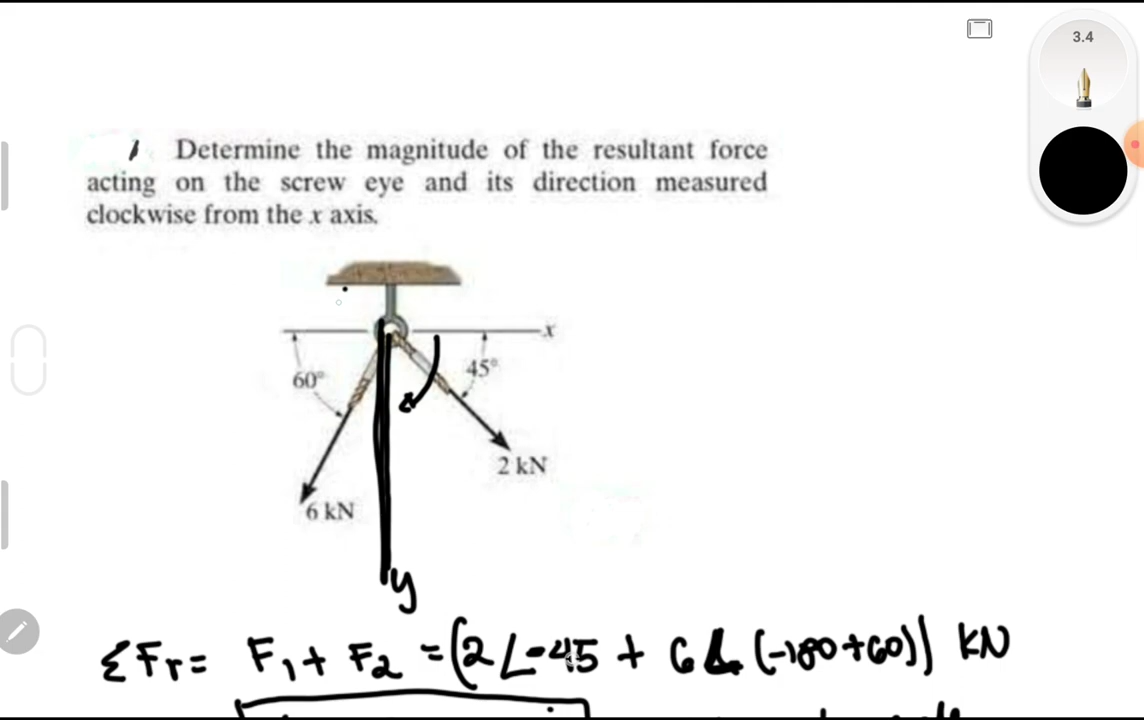 3.4
1 Determine the magnitude of the resultant force
acting on the screw eye and its direction measured
clockwise from the x axis.
x
60°
45°
2 kN
6 kN
y
ΣFr = F1 + F2 = (2∠-45 + 6∠(-180+60)) KN